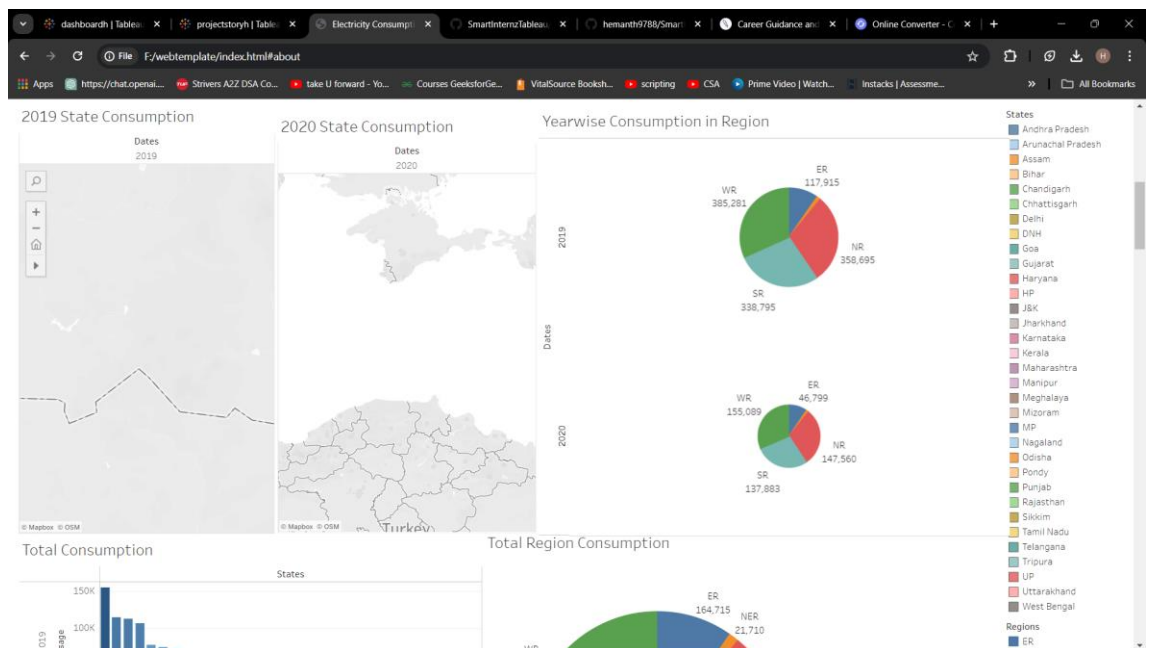 dashboardh | Tableau
projectstoryh | Table
Electricity Consumpti
SmartInternzTableau
hemanth9788/Smar
Career Guidance and
Online Converter - C
File F:/webtemplate/index.html#about
H
Apps
https://chat.openai....
Strivers A2Z DSA Co...
take U forward - Yo...
Courses GeeksforGe...
VitalSource Booksh...
scripting
CSA
Prime Video | Watch...
Instacks | Assessme...
»
All Bookmarks
2019 State Consumption
Dates
2019
© Mapbox © OSM
2020 State Consumption
Dates
2020
Turkey
© Mapbox © OSM
Yearwise Consumption in Region
Dates
2019
ER
117,915
WR
385,281
NR
358,695
SR
338,795
2020
ER
46,799
WR
155,089
NR
147,560
SR
137,883
States
Andhra Pradesh
Arunachal Pradesh
Assam
Bihar
Chandigarh
Chhattisgarh
Delhi
DNH
Goa
Gujarat
Haryana
HP
J&K
Jharkhand
Karnataka
Kerala
Maharashtra
Manipur
Meghalaya
Mizoram
MP
Nagaland
Odisha
Pondy
Punjab
Rajasthan
Sikkim
Tamil Nadu
Telangana
Tripura
UP
Uttarakhand
West Bengal
Regions
ER
Total Consumption
States
150K
100K
Total Region Consumption
ER
164,715
NER
21,710